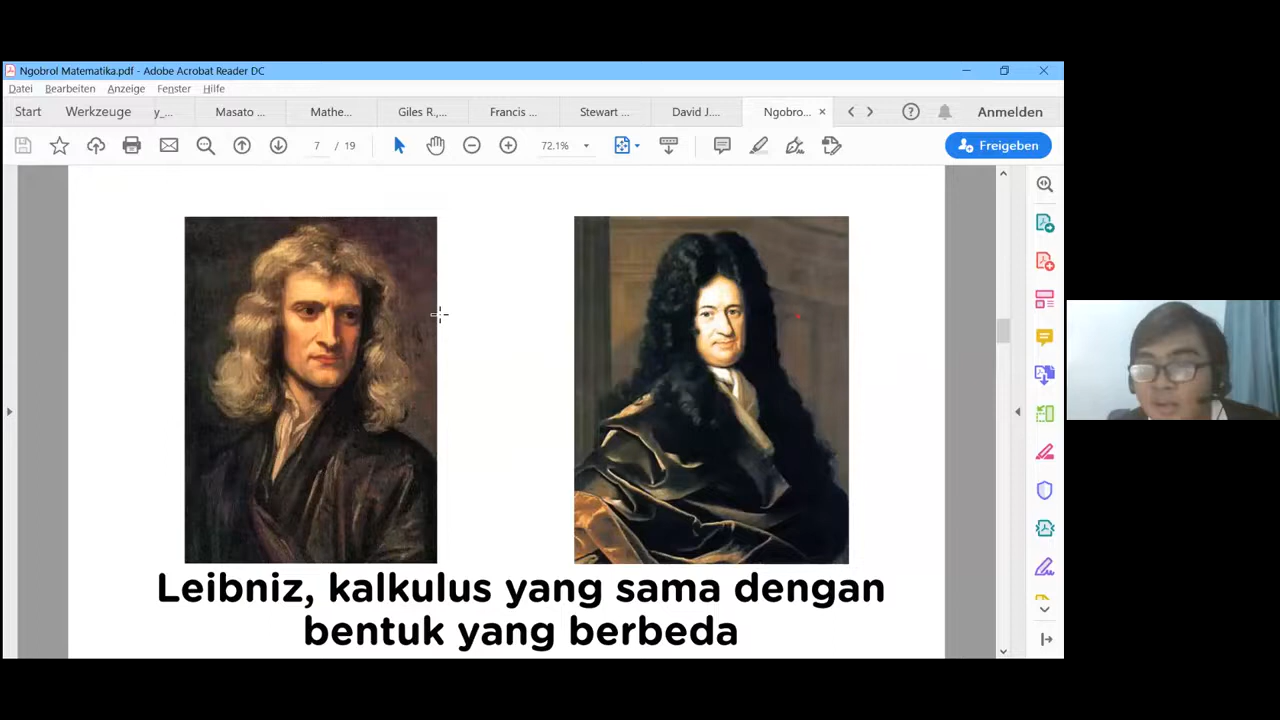 Ngobrol Matematika.pdf - Adobe Acrobat Reader DC
Datei Bearbeiten Anzeige Fenster Hilfe
Start Werkzeuge y_... Masato ... Mathe... Giles R.,... Francis ... Stewart ... David J.... Ngobro... Anmelden
7 / 19 72.1% Freigeben
Leibniz, kalkulus yang sama dengan
bentuk yang berbeda